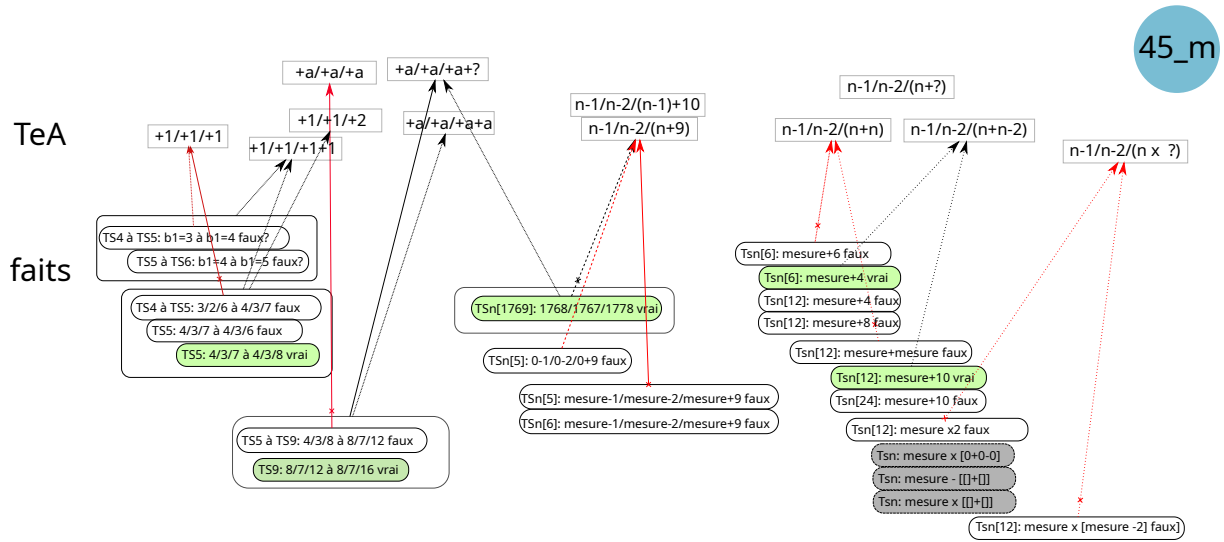 45_m
+a/+a/+a
+a/+a/+a+?
n-1/n-2/(n+?)
n-1/n-2/(n-1)+10
+1/+1/+2
+a/+a/+a+a
TeA
+1/+1/+1
n-1/n-2/(n+9)
n-1/n-2/(n+n)
n-1/n-2/(n+n-2)
+1/+1/+1+1
n-1/n-2/(n x ?)
faits
TS4 à TS5: b1=3 à b1=4 faux?
TS5 à TS6: b1=4 à b1=5 faux?
TS4 à TS5: 3/2/6 à 4/3/7 faux
TS5: 4/3/7 à 4/3/6 faux
TS5: 4/3/7 à 4/3/8 vrai
TS5 à TS9: 4/3/8 à 8/7/12 faux
TS9: 8/7/12 à 8/7/16 vrai
TSn[1769]: 1768/1767/1778 vrai
TSn[5]: 0-1/0-2/0+9 faux
TSn[5]: mesure-1/mesure-2/mesure+9 faux
TSn[6]: mesure-1/mesure-2/mesure+9 faux
Tsn[6]: mesure+6 faux
Tsn[6]: mesure+4 vrai
Tsn[12]: mesure+4 faux
Tsn[12]: mesure+8 faux
Tsn[12]: mesure+mesure faux
Tsn[12]: mesure+10 vrai
Tsn[24]: mesure+10 faux
Tsn[12]: mesure x2 faux
Tsn: mesure x [0+0-0]
Tsn: mesure - [[]+[]]
Tsn: mesure x [[]+[]]
Tsn[12]: mesure x [mesure -2] faux]